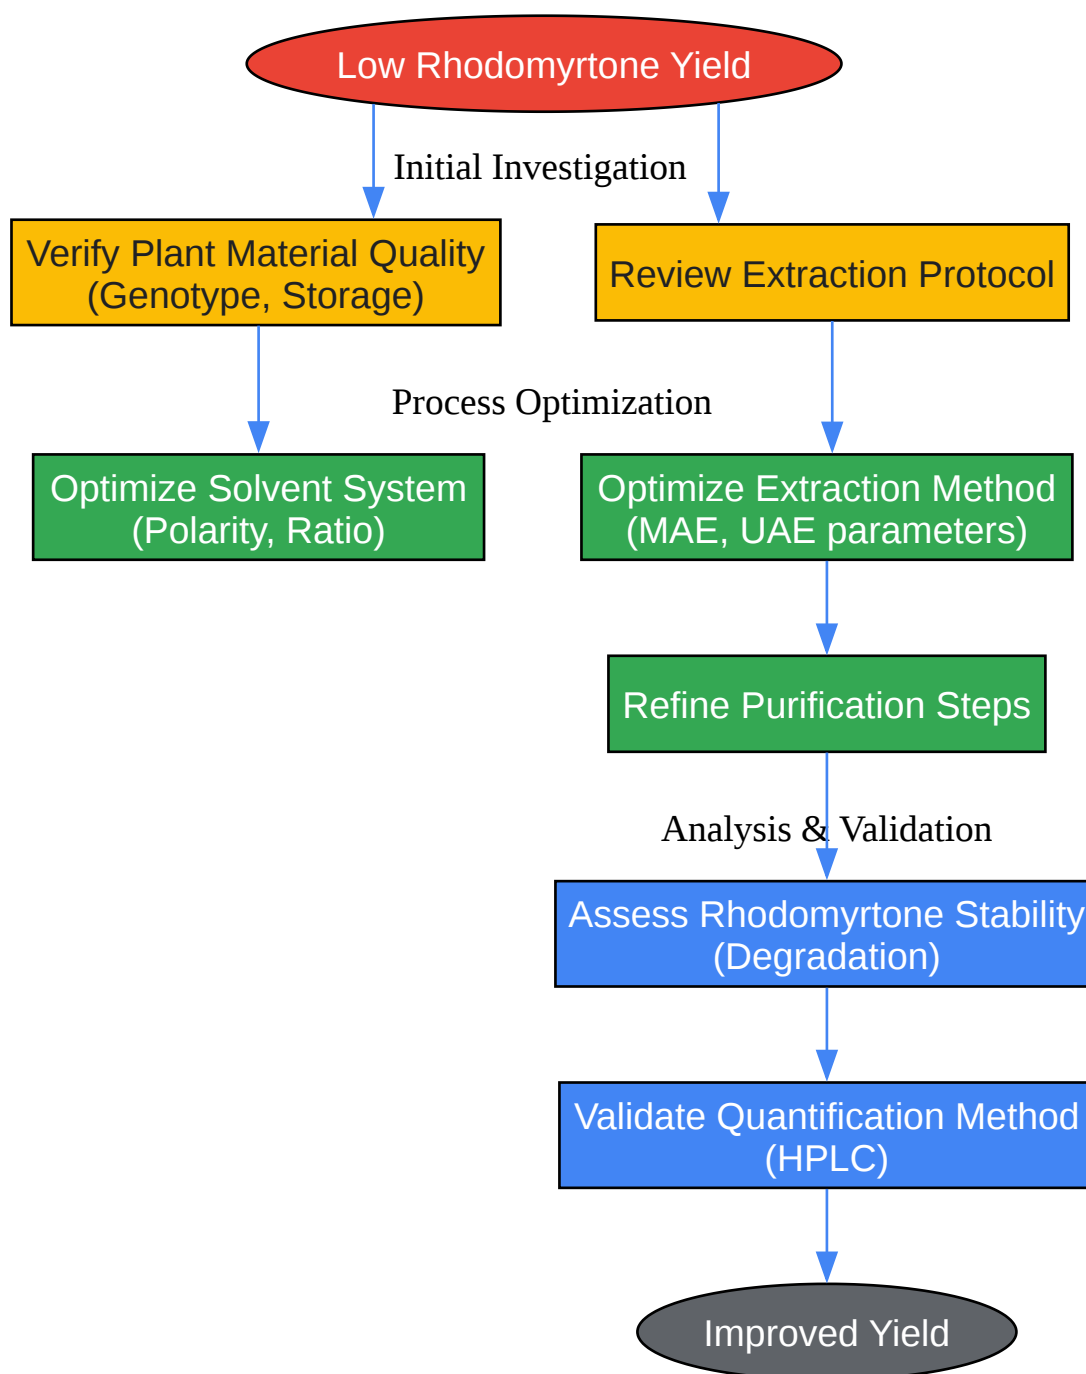 Low Rhodomyrtone Yield
Initial Investigation
Verify Plant Material Quality
(Genotype, Storage)
Review Extraction Protocol
Process Optimization
Optimize Solvent System
(Polarity, Ratio)
Optimize Extraction Method
(MAE, UAE parameters)
Refine Purification Steps
Analysis & Validation
Assess Rhodomyrtone Stability
(Degradation)
Validate Quantification Method
(HPLC)
Improved Yield